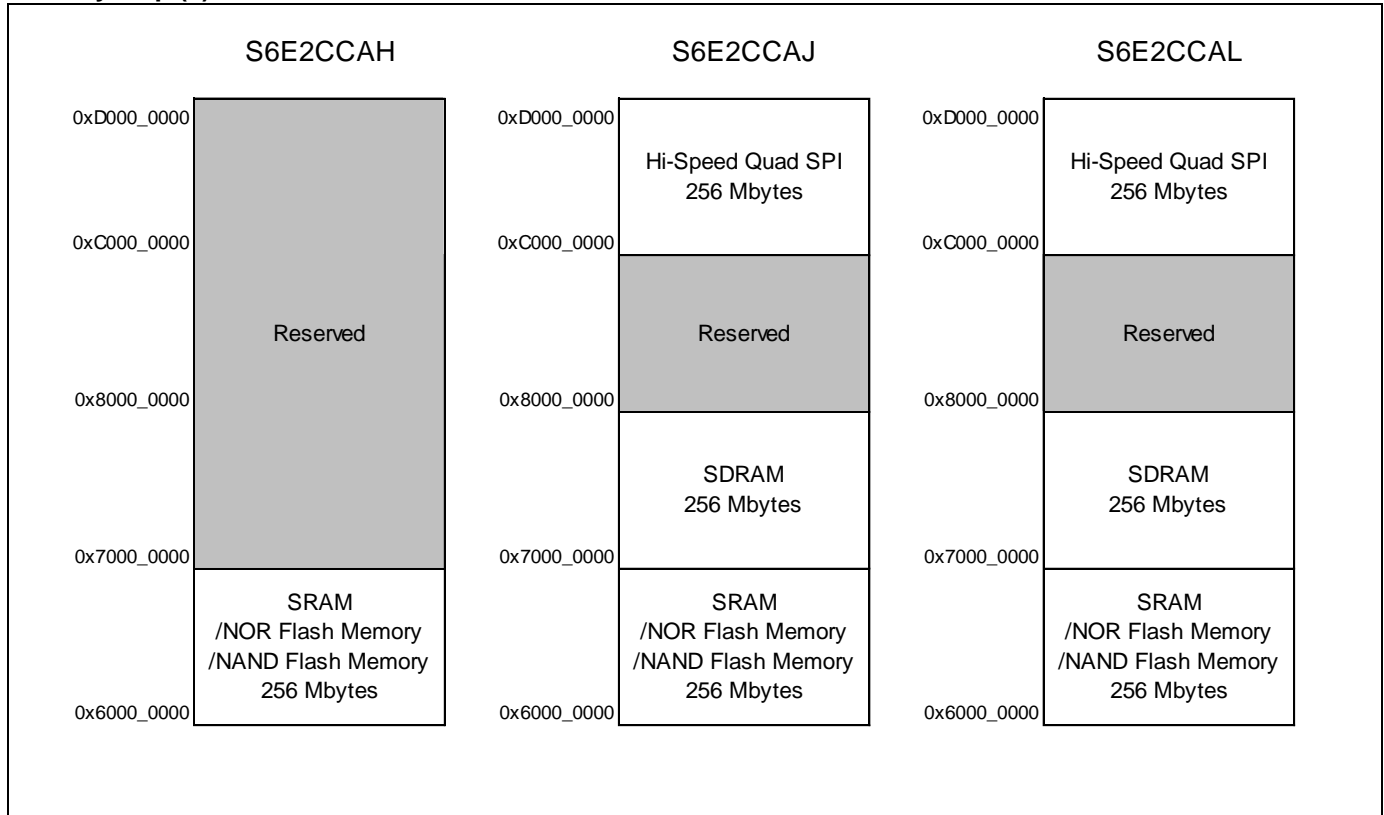 S6E2CCAH
0xD000_0000
0xC000_0000
Reserved
0x8000_0000
0x7000_0000
SRAM
/NOR Flash Memory
/NAND Flash Memory
256 Mbytes
0x6000_0000
S6E2CCAJ
0xD000_0000
Hi-Speed Quad SPI
256 Mbytes
0xC000_0000
Reserved
0x8000_0000
SDRAM
256 Mbytes
0x7000_0000
SRAM
/NOR Flash Memory
/NAND Flash Memory
256 Mbytes
0x6000_0000
S6E2CCAL
0xD000_0000
Hi-Speed Quad SPI
256 Mbytes
0xC000_0000
Reserved
0x8000_0000
SDRAM
256 Mbytes
0x7000_0000
SRAM
/NOR Flash Memory
/NAND Flash Memory
256 Mbytes
0x6000_0000